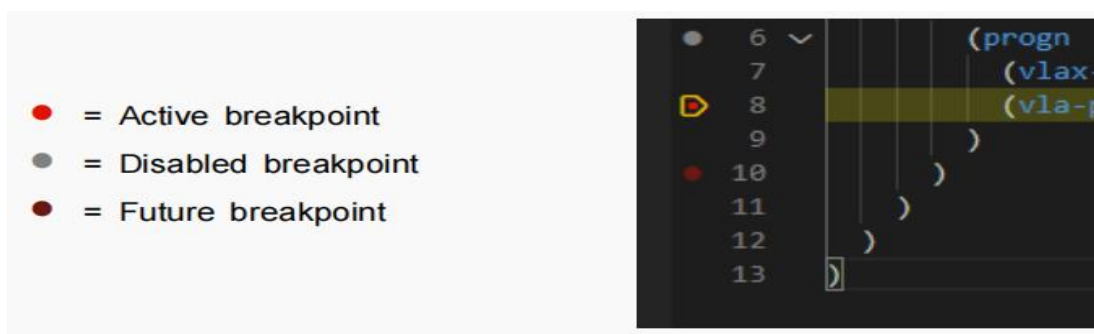 = Active breakpoint
= Disabled breakpoint
= Future breakpoint
6 (progn
7 (vlax-
8 (vla-p
9 )
10 )
11 )
12 )
13 )